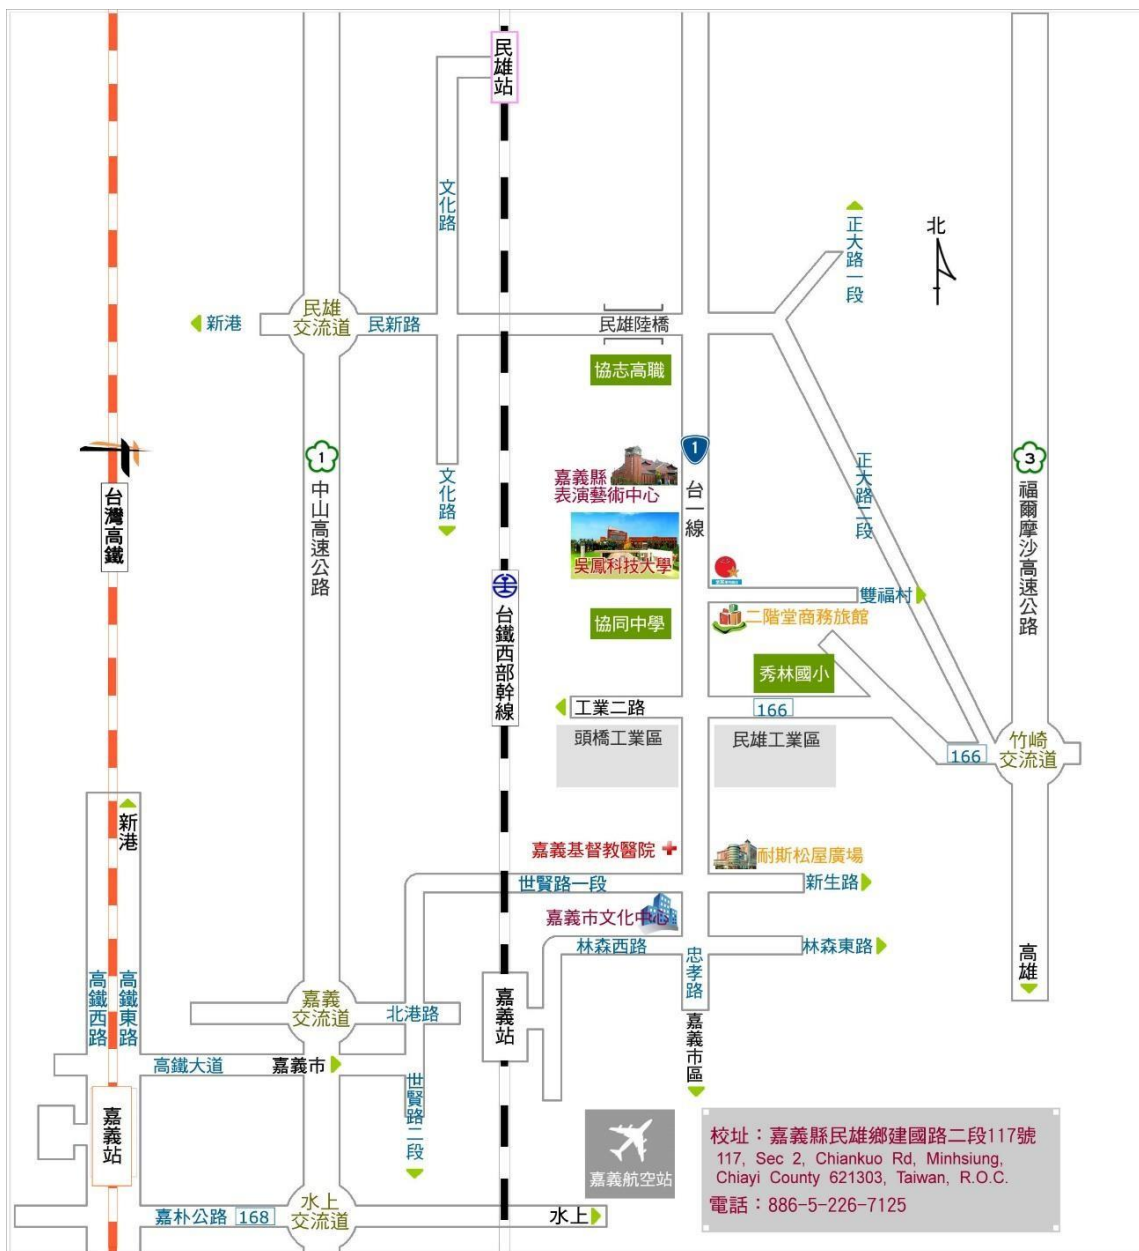 民雄站
文化路
北
正大路一段
新港
民雄
交流道
民新路
民雄陸橋
協志高職
1
中山高速公路
文化路
嘉義縣
表演藝術中心
1
台一線
正大路二段
3
福爾摩沙高速公路
台灣高鐵
吳鳳科技大學
雙福村
台鐵西部幹線
協同中學
二階堂商務旅館
秀林國小
工業二路
166
頭橋工業區
民雄工業區
166
竹崎
交流道
新港
嘉義基督教醫院
耐斯松屋廣場
世賢路一段
新生路
嘉義市文化中心
林森西路
林森東路
忠孝路
高雄
高鐵西路
高鐵東路
嘉義
交流道
北港路
嘉義站
嘉義市區
高鐵大道
嘉義市
世賢路二段
嘉義站
嘉義航空站
校址：嘉義縣民雄鄉建國路二段117號
117, Sec 2, Chiankuo Rd, Minhsiung,
Chiayi County 621303, Taiwan, R.O.C.
電話：886-5-226-7125
嘉朴公路
168
水上
交流道
水上